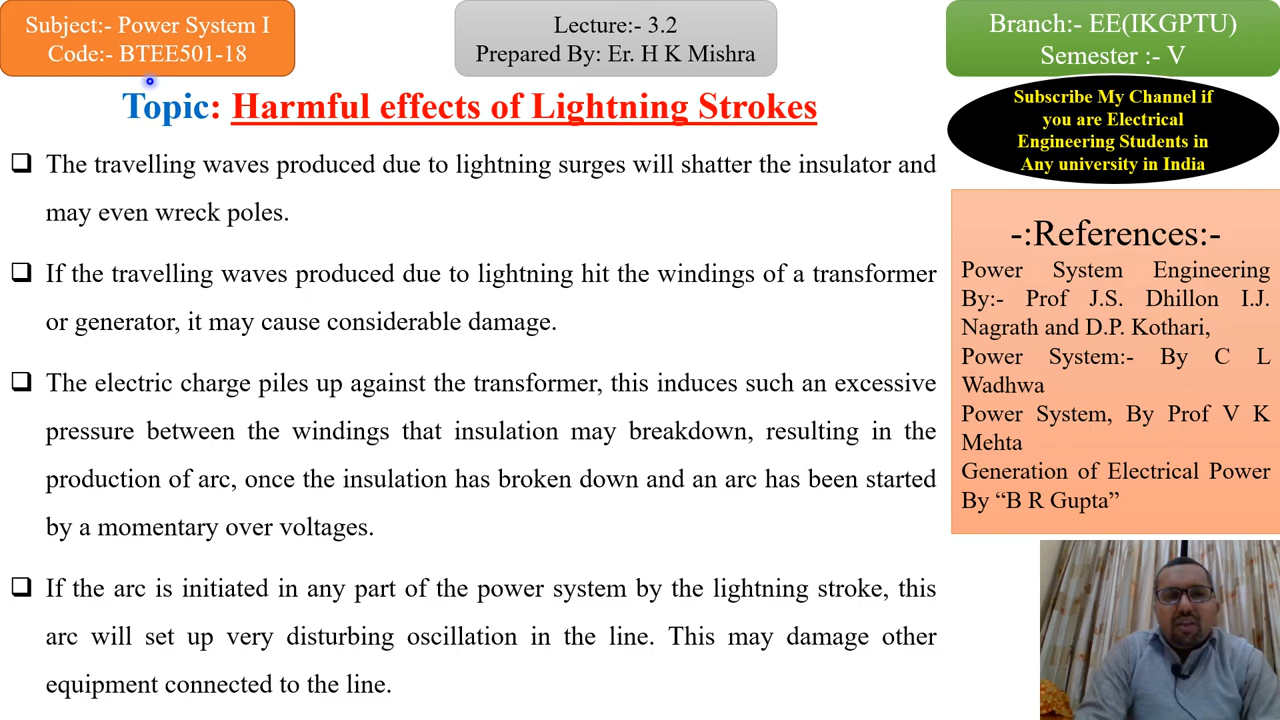 Subject:- Power System I
Code:- BTEE501-18
Lecture:- 3.2
Prepared By: Er. H K Mishra
Branch:- EE(IKGPTU)
Semester :- V
Topic: Harmful effects of Lightning Strokes
Subscribe My Channel if
you are Electrical
Engineering Students in
Any university in India
❑ The travelling waves produced due to lightning surges will shatter the insulator and
may even wreck poles.
❑ If the travelling waves produced due to lightning hit the windings of a transformer
or generator, it may cause considerable damage.
❑ The electric charge piles up against the transformer, this induces such an excessive
pressure between the windings that insulation may breakdown, resulting in the
production of arc, once the insulation has broken down and an arc has been started
by a momentary over voltages.
❑ If the arc is initiated in any part of the power system by the lightning stroke, this
arc will set up very disturbing oscillation in the line. This may damage other
equipment connected to the line.
-:References:-
Power System Engineering
By:- Prof J.S. Dhillon I.J.
Nagrath and D.P. Kothari,
Power System:- By C L
Wadhwa
Power System, By Prof V K
Mehta
Generation of Electrical Power
By “B R Gupta”